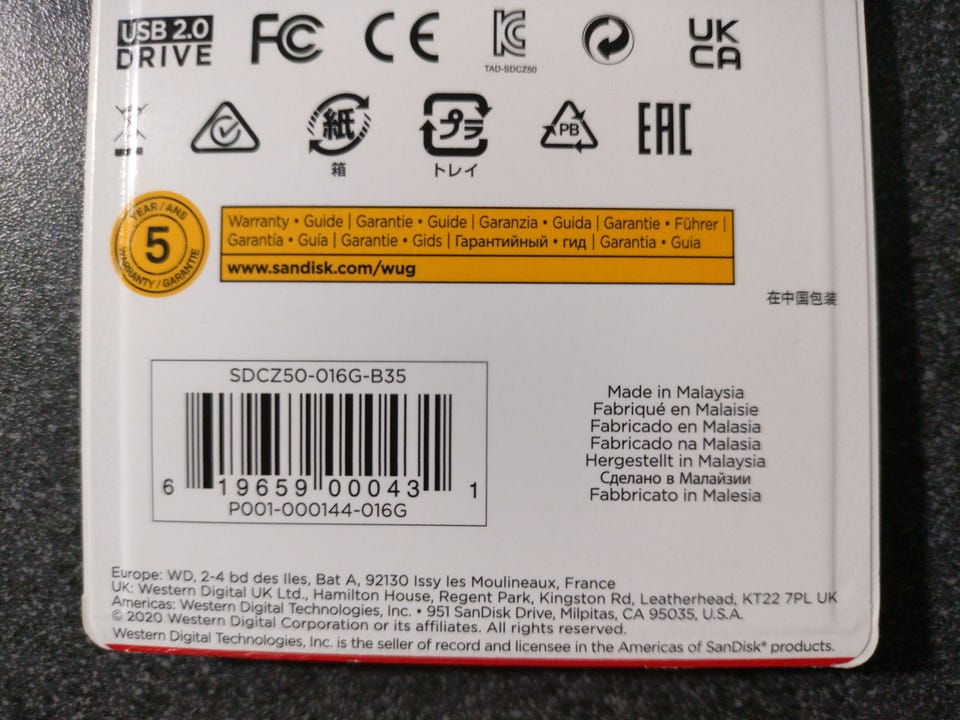 USB 2.0
DRIVE
FC
CE
TAD-SDCZ50
UK
CA
紙
箱
プラ
トレイ
PB
EAC
YEAR / ANS
5
WARRANTY / GARANTIE
Warranty • Guide | Garantie • Guide | Garanzia • Guida | Garantie • Führer |
Garantía • Guía | Garantie • Gids | Гарантийный • гид | Garantia • Guia
www.sandisk.com/wug
在中国包装
SDCZ50-016G-B35
6 19659 00043 1
P001-000144-016G
Made in Malaysia
Fabriqué en Malaisie
Fabricado en Malasia
Fabricado na Malasia
Hergestellt in Malaysia
Сделано в Малайзии
Fabbricato in Malesia
Europe: WD, 2-4 bd des Iles, Bat A, 92130 Issy les Moulineaux, France
UK: Western Digital UK Ltd., Hamilton House, Regent Park, Kingston Rd, Leatherhead, KT22 7PL UK
Americas: Western Digital Technologies, Inc. • 951 SanDisk Drive, Milpitas, CA 95035, U.S.A.
© 2020 Western Digital Corporation or its affiliates. All rights reserved.
Western Digital Technologies, Inc. is the seller of record and licensee in the Americas of SanDisk® products.